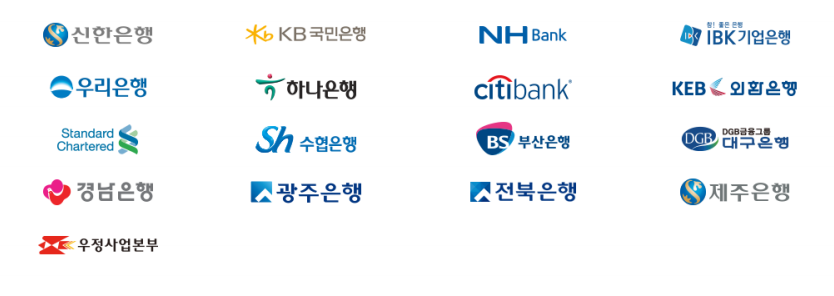 신한은행
KB국민은행
NH Bank
참! 좋은 은행
IBK기업은행
우리은행
하나은행
citibank
KEB 외환은행
Standard
Chartered
Sh 수협은행
BS 부산은행
DGB DGB금융그룹
대구은행
경남은행
광주은행
전북은행
제주은행
우정사업본부